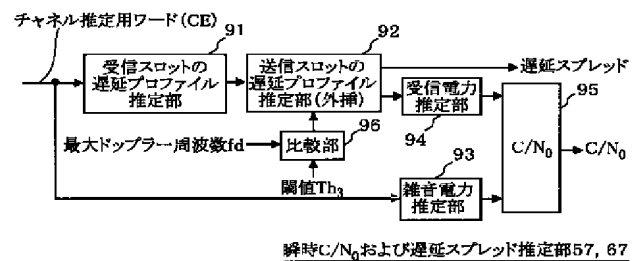 チャネル推定用ワード(CE)
91
受信スロットの
遅延プロファイル
推定部
92
送信スロットの
遅延プロファイル
推定部(外挿)
遅延スプレッド
受信電力
推定部
94
95
C/N₀
C/N₀
最大ドップラー周波数fd
比較部
96
閾値Th₃
93
雑音電力
推定部
瞬時C/N₀および遅延スプレッド推定部57, 67